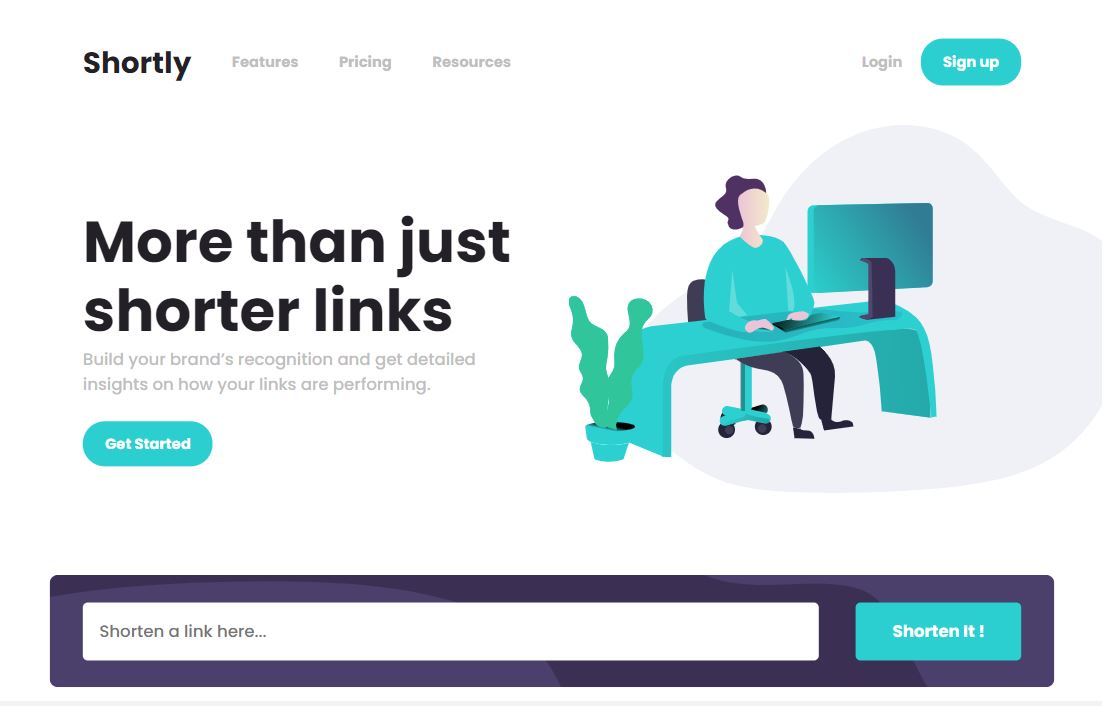 Shortly Features Pricing Resources Login Sign up
More than just
shorter links
Build your brand’s recognition and get detailed
insights on how your links are performing.
Get Started
Shorten a link here... Shorten It !